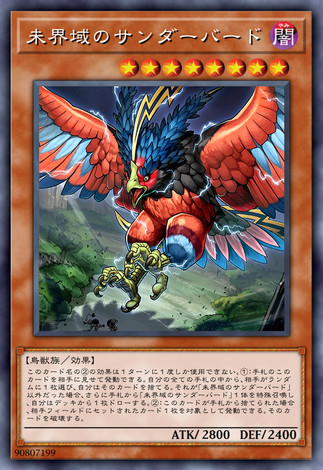 未界域のサンダーバード
闇
やみ
【鳥獣族/効果】
このカード名の②の効果は1ターンに1度しか使用できない。①：手札のこの
カードを相手に見せて発動できる。自分の全ての手札の中から、相手がランダ
ムに1枚選び、自分はそのカードを捨てる。それが「未界域のサンダーバード」
以外だった場合、さらに手札から「未界域のサンダーバード」1体を特殊召喚
し、自分はデッキから1枚ドローする。②：このカードが手札から捨てられた場合、
相手フィールドにセットされたカード1枚を対象として発動できる。そのカ
ードを破壊する。
ATK/ 2800 DEF/ 2400
90807199